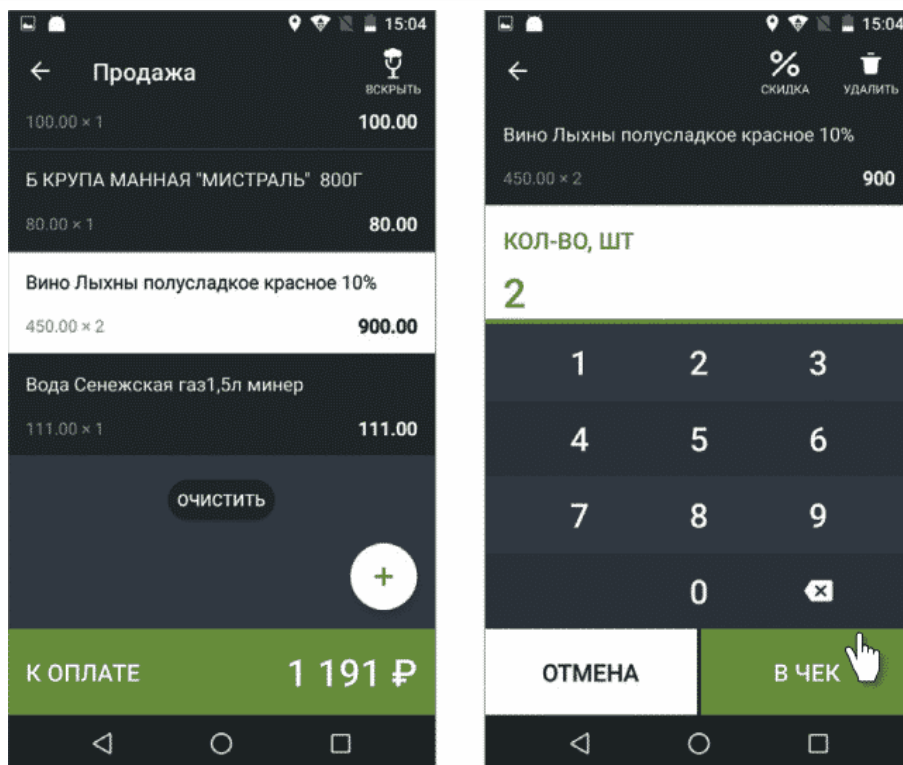 15:04
Продажа
ВСКРЫТЬ
100.00 × 1
100.00
Б КРУПА МАННАЯ "МИСТРАЛЬ" 800Г
80.00 × 1
80.00
Вино Лыхны полусладкое красное 10%
450.00 × 2
900.00
Вода Сенежская газ1,5л минер
111.00 × 1
111.00
ОЧИСТИТЬ
+
К ОПЛАТЕ
1 191 ₽
15:04
%
СКИДКА
УДАЛИТЬ
Вино Лыхны полусладкое красное 10%
450.00 × 2
900
КОЛ-ВО, ШТ
2
1 2 3
4 5 6
7 8 9
0
ОТМЕНА
В ЧЕК